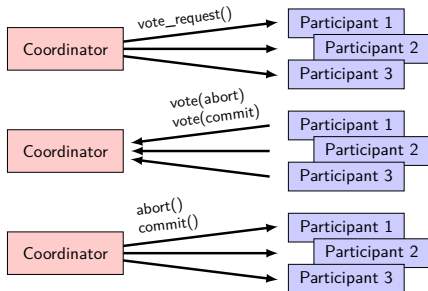 vote_request()
Participant 1
Coordinator
Participant 2
Participant 3
vote(abort)
vote(commit)
Participant 1
Coordinator
Participant 2
Participant 3
abort()
commit()
Participant 1
Coordinator
Participant 2
Participant 3